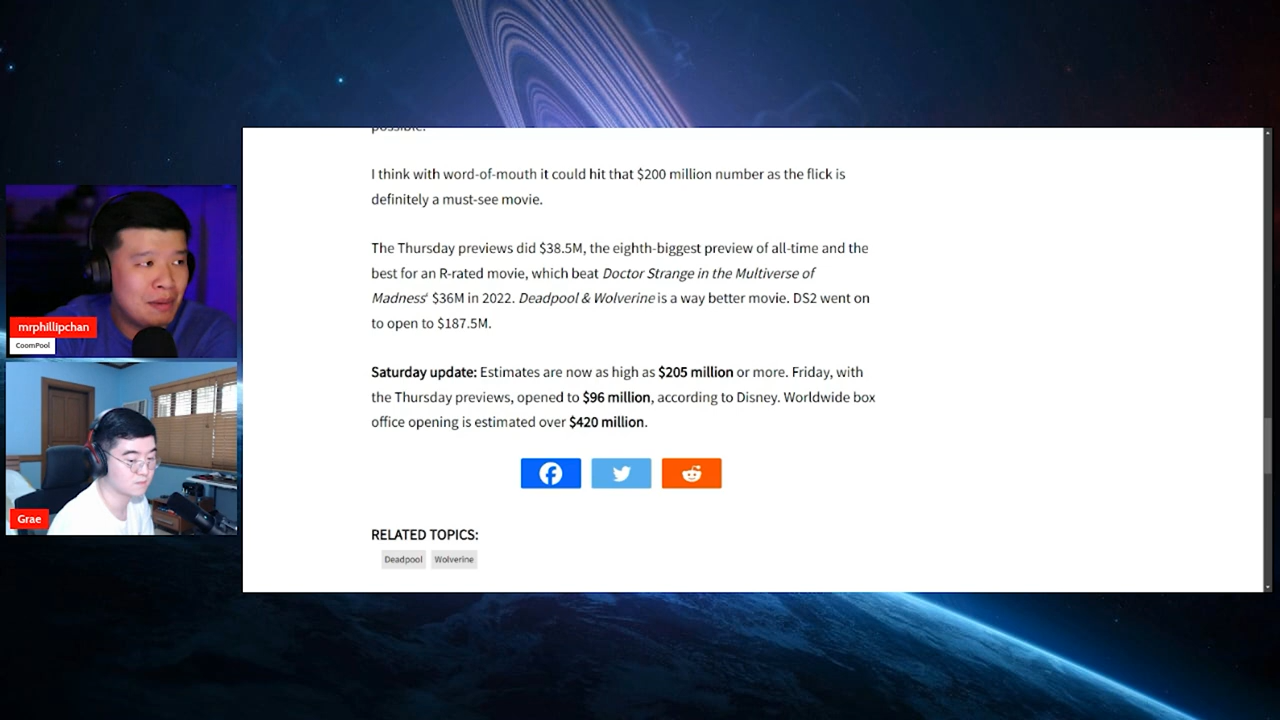 possible.
I think with word-of-mouth it could hit that $200 million number as the flick is
definitely a must-see movie.
The Thursday previews did $38.5M, the eighth-biggest preview of all-time and the
best for an R-rated movie, which beat Doctor Strange in the Multiverse of
Madness' $36M in 2022. Deadpool & Wolverine is a way better movie. DS2 went on
to open to $187.5M.
Saturday update: Estimates are now as high as $205 million or more. Friday, with
the Thursday previews, opened to $96 million, according to Disney. Worldwide box
office opening is estimated over $420 million.
RELATED TOPICS:
Deadpool Wolverine
mrphillipchan
CoomPool
Grae